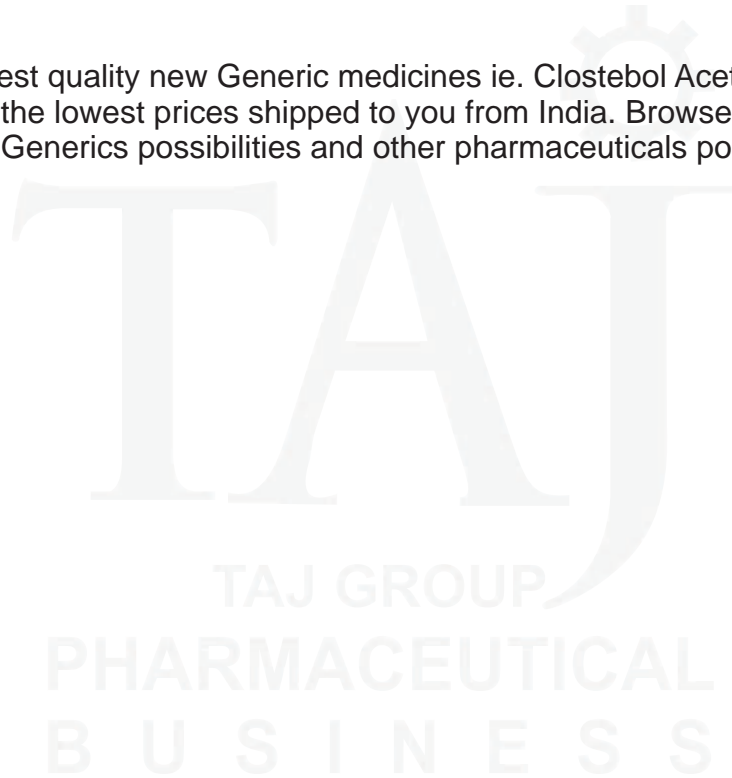 est quality new Generic medicines ie. Clostebol Acet
the lowest prices shipped to you from India. Browse
Generics possibilities and other pharmaceuticals po
TAJ
TAJ GROUP
PHARMACEUTICAL
BUSINESS